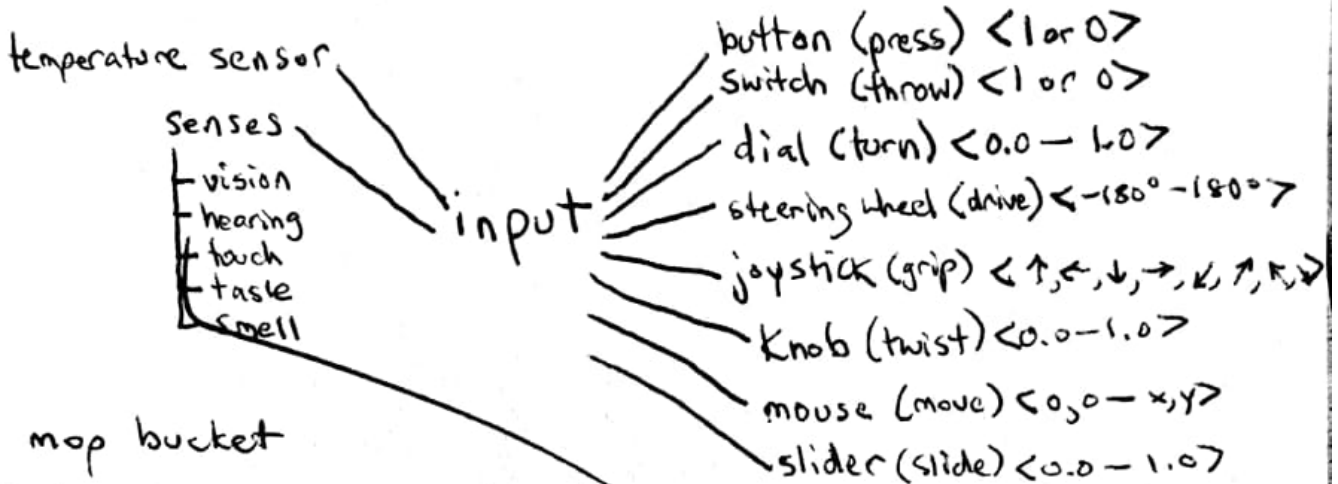 temperature sensor
senses
vision
hearing
touch
taste
smell
mop bucket
input
button (press) <1 or 0>
switch (throw) <1 or 0>
dial (turn) <0.0 - 1.0>
steering wheel (drive) <-180° - 180°>
joystick (grip) <↑,←,↓,→,↙,↗,↖,↘>
Knob (twist) <0.0-1.0>
mouse (move) <0,0 - x,y>
slider (slide) <0.0 - 1.0>